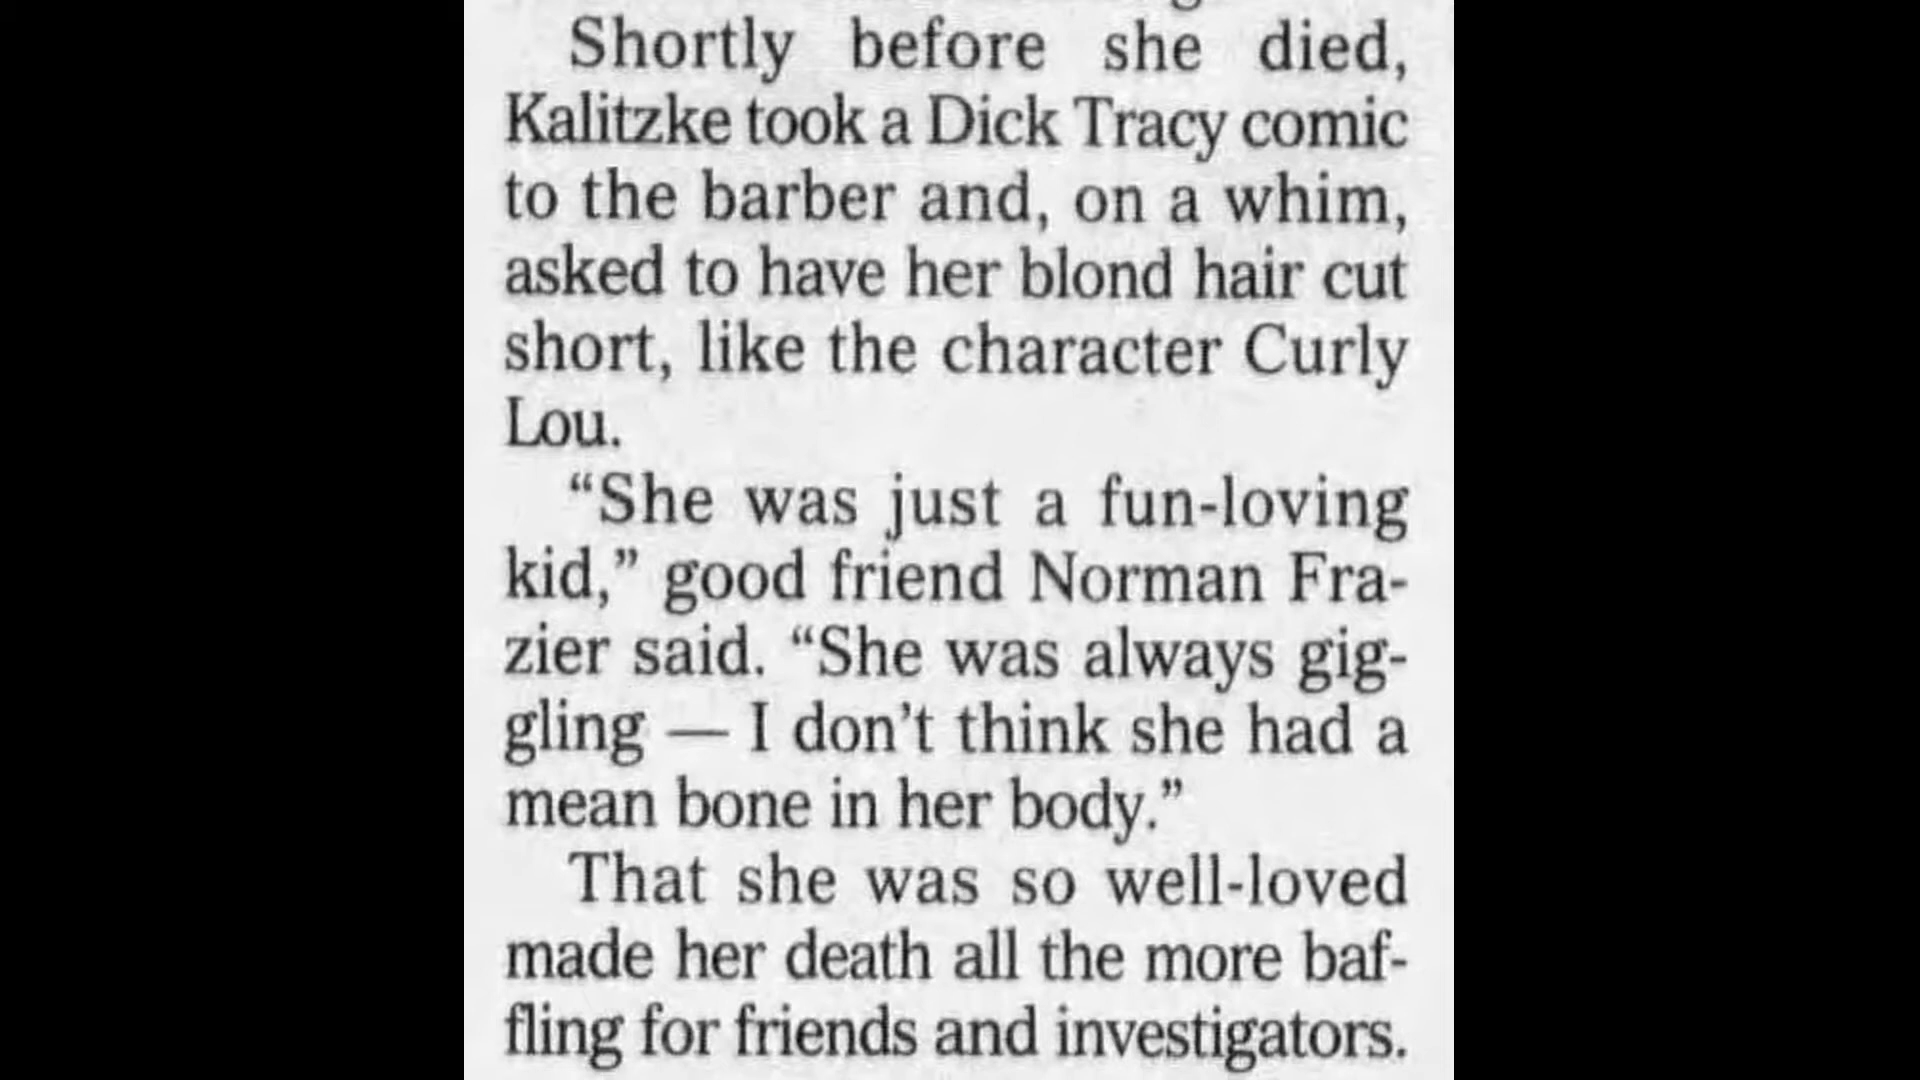 Shortly before she died,
Kalitzke took a Dick Tracy comic
to the barber and, on a whim,
asked to have her blond hair cut
short, like the character Curly
Lou.
“She was just a fun-loving
kid,” good friend Norman Fra-
zier said. “She was always gig-
gling — I don’t think she had a
mean bone in her body.”
That she was so well-loved
made her death all the more baf-
fling for friends and investigators.